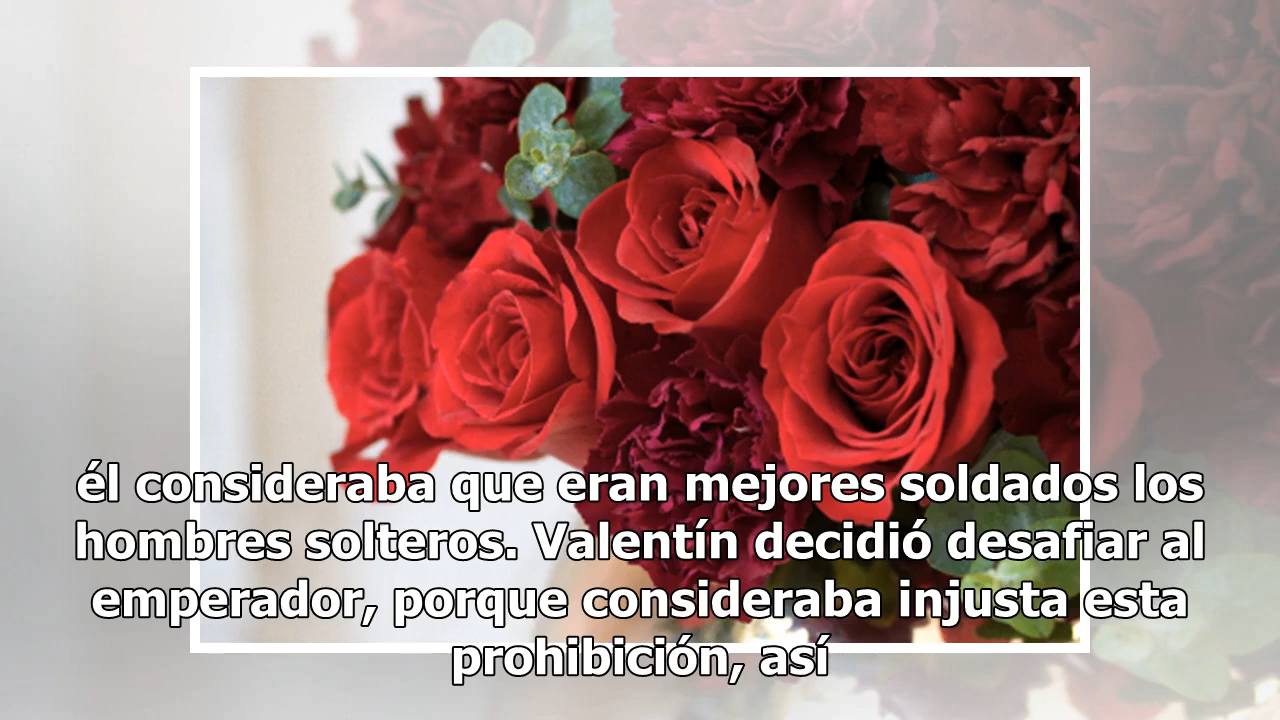 él consideraba que eran mejores soldados los
hombres solteros. Valentín decidió desafiar al
emperador, porque consideraba injusta esta
prohibición, así